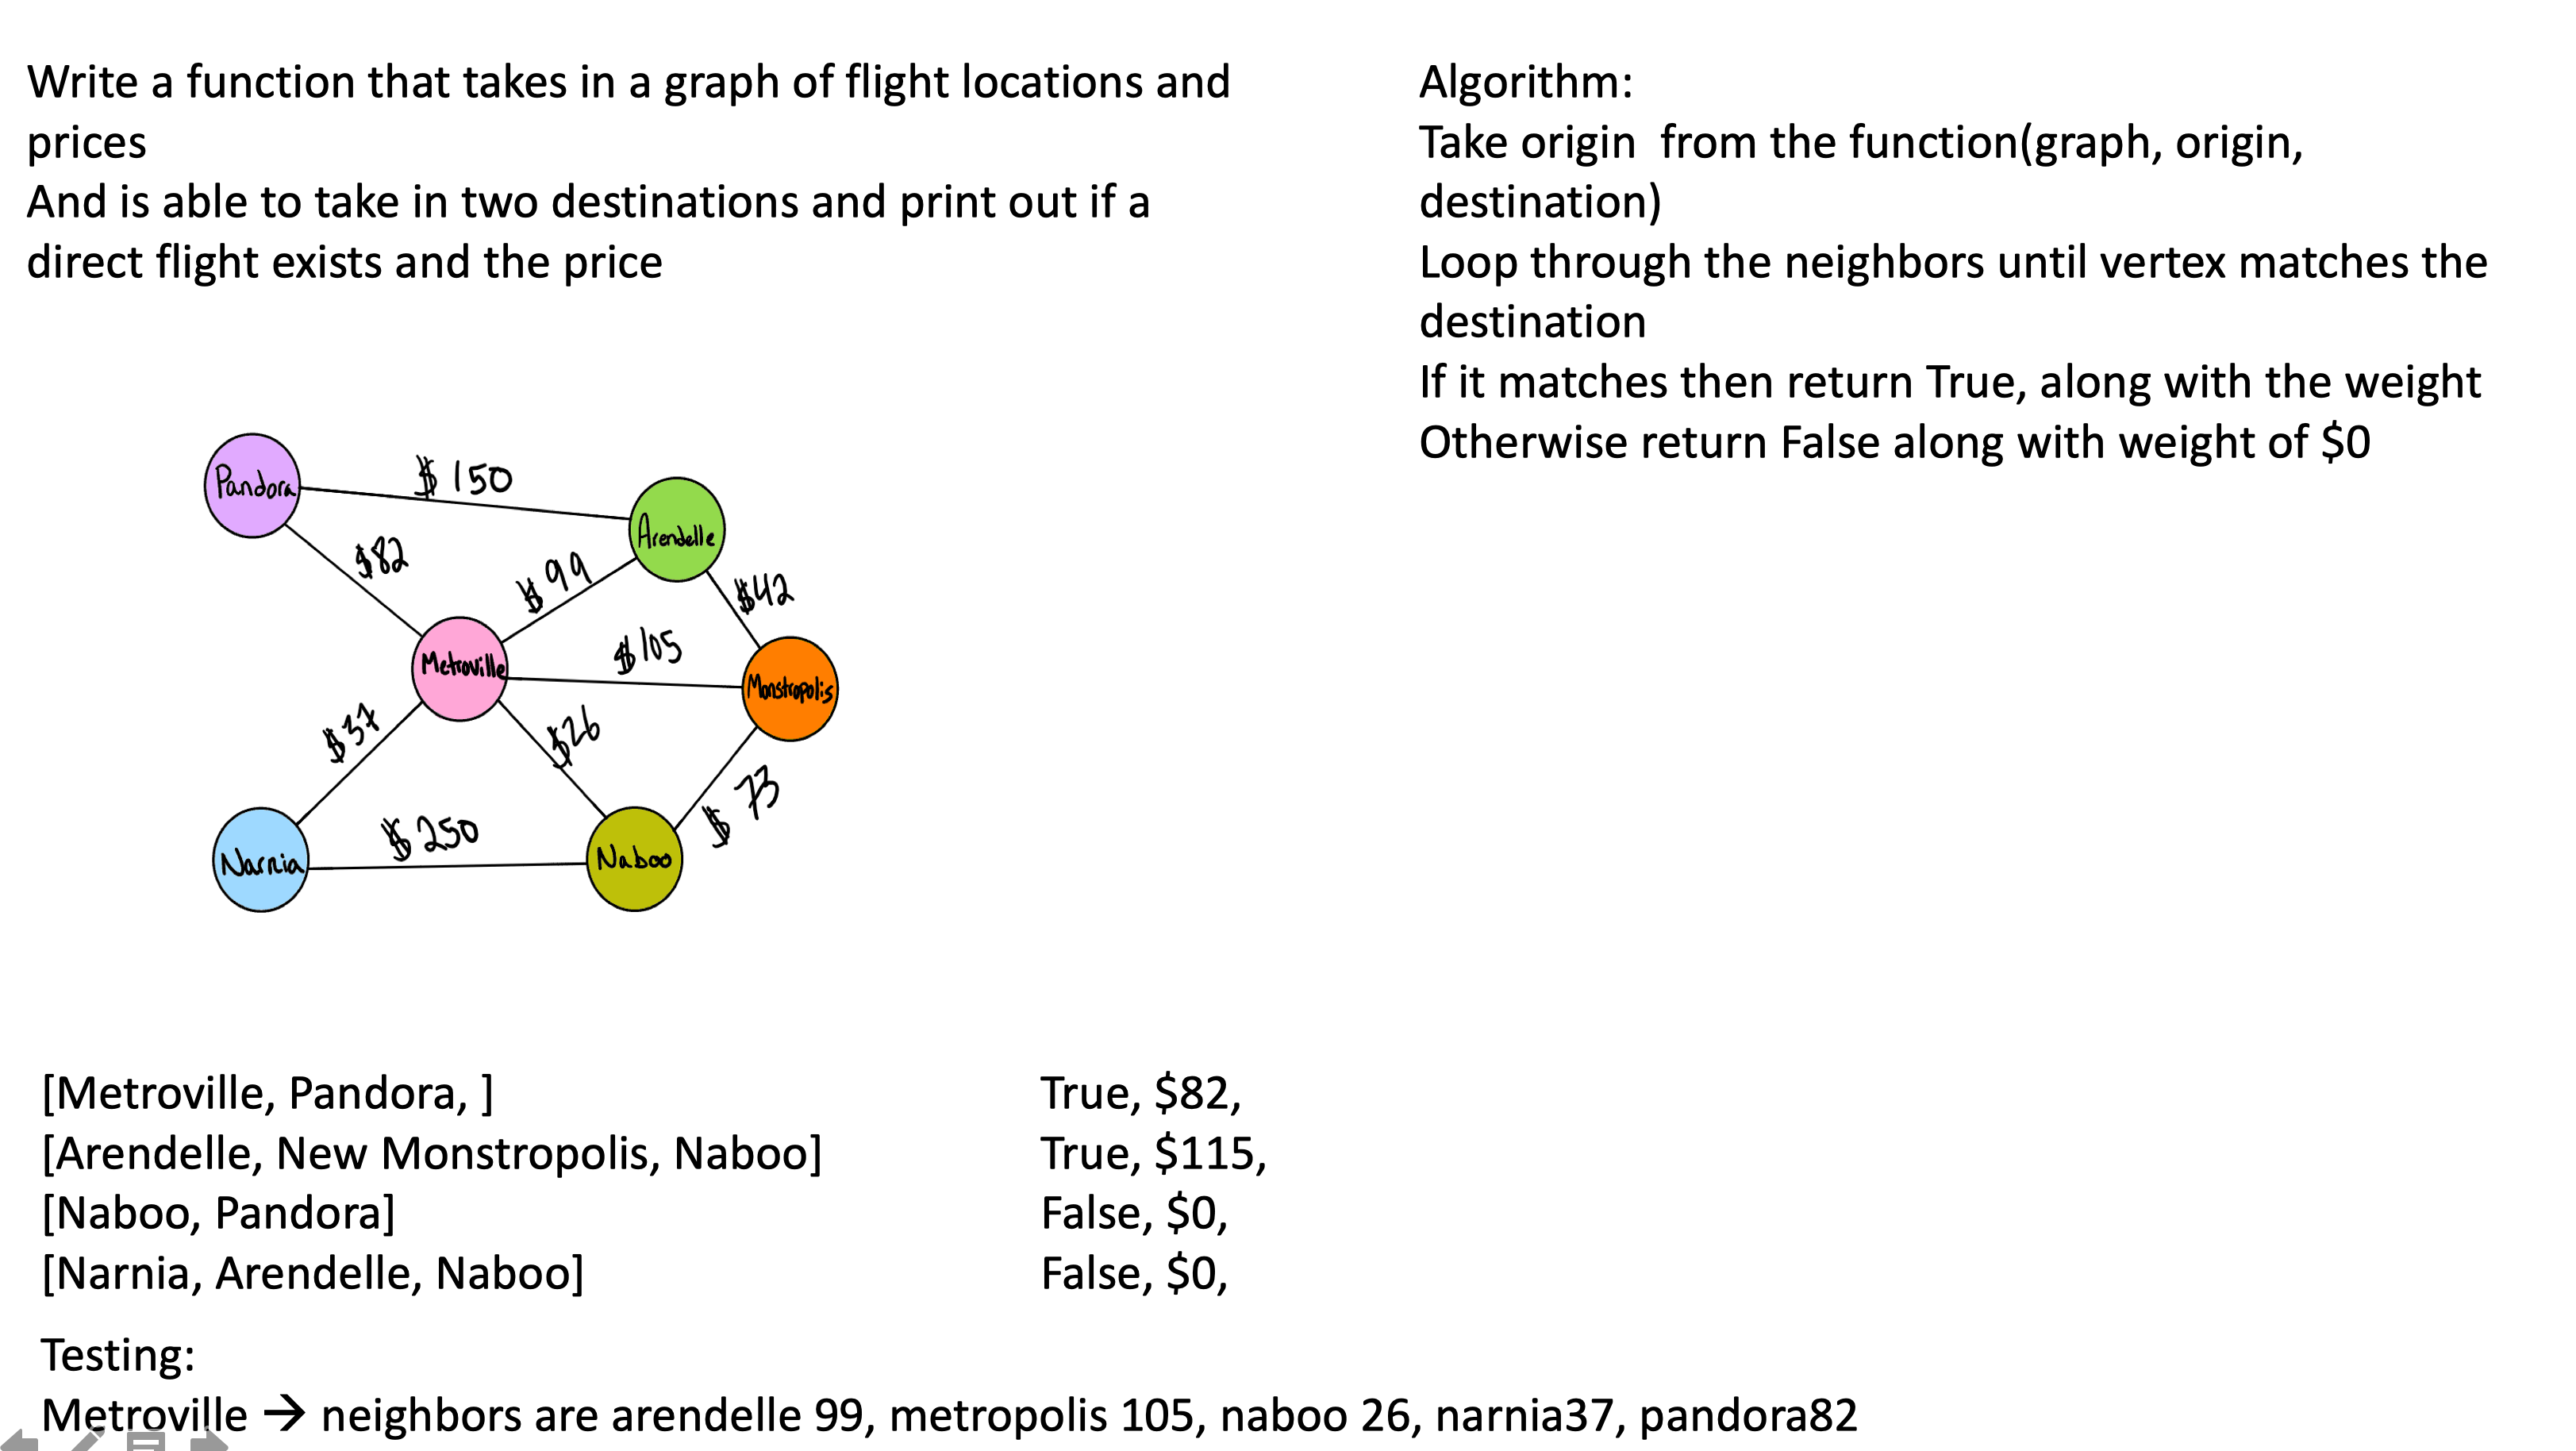 Write a function that takes in a graph of flight locations and
prices
And is able to take in two destinations and print out if a
direct flight exists and the price
Algorithm:
Take origin  from the function(graph, origin,
destination)
Loop through the neighbors until vertex matches the
destination
If it matches then return True, along with the weight
Otherwise return False along with weight of $0
Pandora
$150
Arendelle
$82
$99
$42
Metroville
$105
Monstropolis
$37
$26
$73
Narnia
$250
Naboo
[Metroville, Pandora, ]
True, $82,
[Arendelle, New Monstropolis, Naboo]
True, $115,
[Naboo, Pandora]
False, $0,
[Narnia, Arendelle, Naboo]
False, $0,
Testing:
Metroville → neighbors are arendelle 99, metropolis 105, naboo 26, narnia37, pandora82